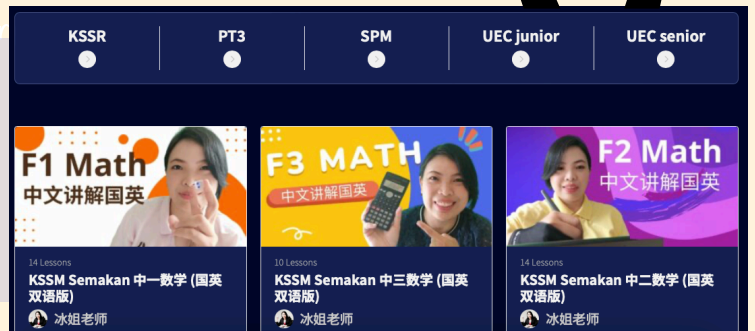 KSSR
PT3
SPM
UEC junior
UEC senior
F1 Math
中文讲解国英
F3 MATH
中文讲解国英
F2 Math
中文讲解国英
14 Lessons
KSSM Semakan 中一数学 (国英
双语版)
冰姐老师
10 Lessons
KSSM Semakan 中三数学 (国英
双语版)
冰姐老师
14 Lessons
KSSM Semakan 中二数学 (国英
双语版)
冰姐老师